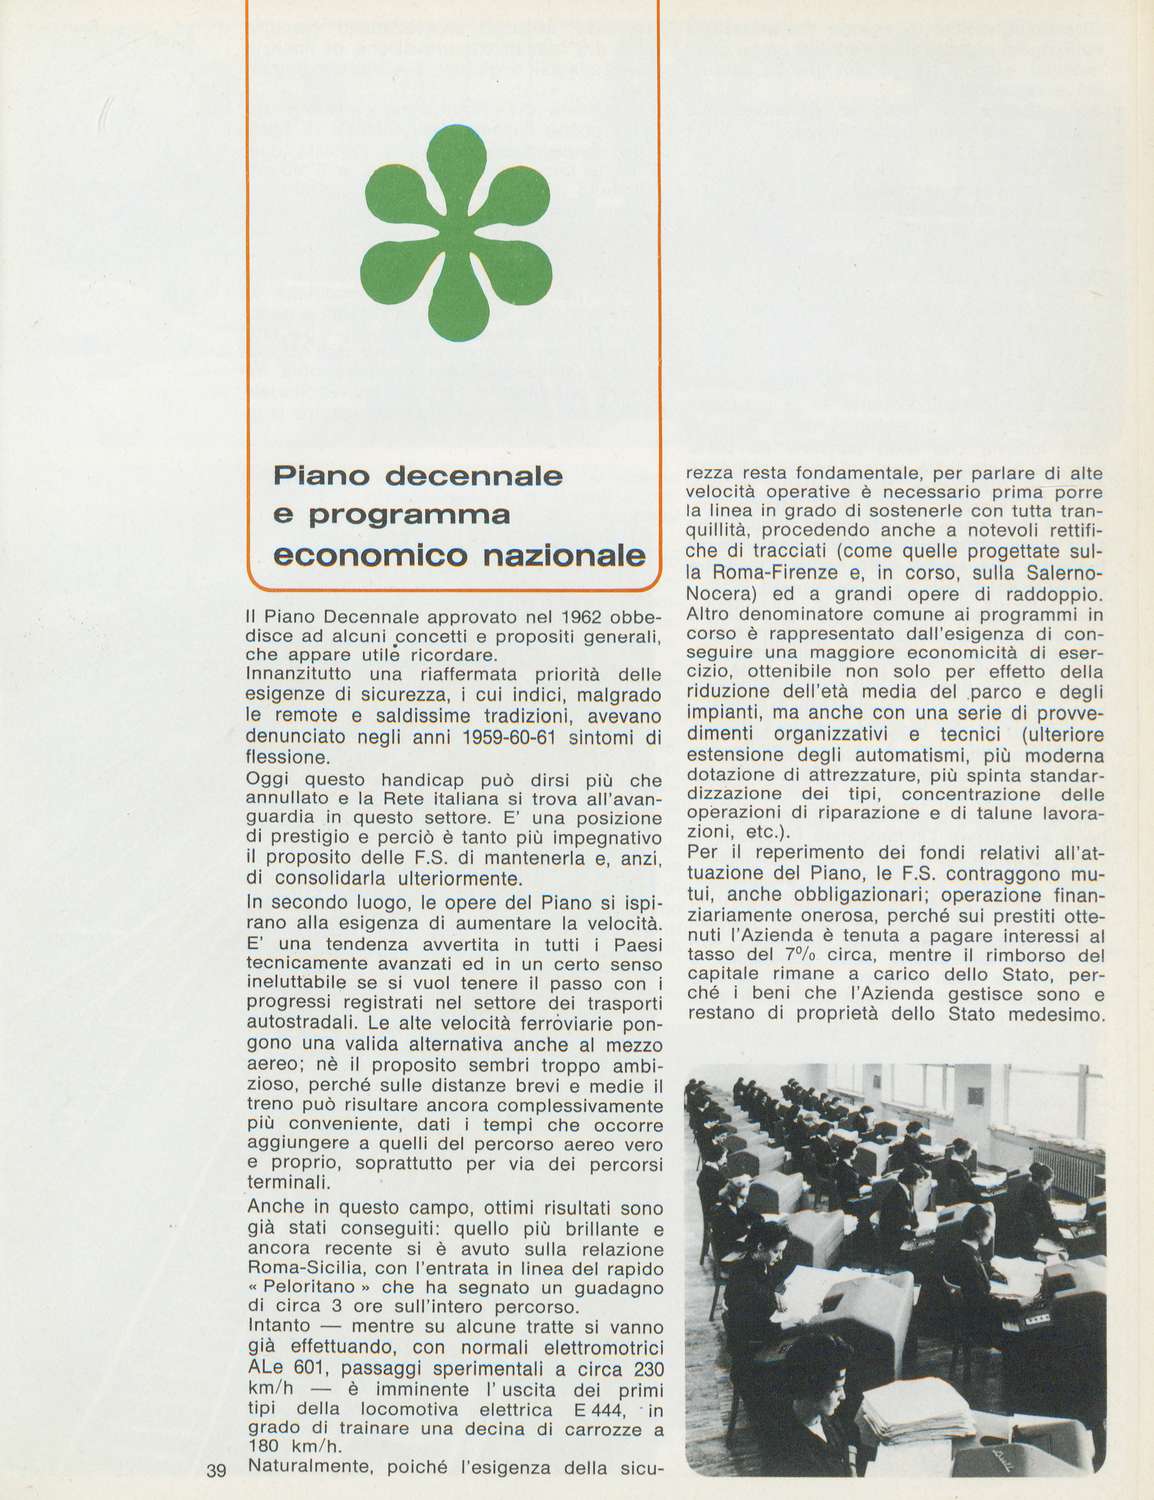 Piano decennale
e programma
economico nazionale
Il Piano Decennale approvato nel 1962 obbe-
disce ad alcuni concetti e propositi generali,
che appare utile ricordare.
Innanzitutto una riaffermata priorità delle
esigenze di sicurezza, i cui indici, malgrado
le remote e saldissime tradizioni, avevano
denunciato negli anni 1959-60-61 sintomi di
flessione.
Oggi questo handicap può dirsi più che
annullato e la Rete italiana si trova all'avan-
guardia in questo settore. E' una posizione
di prestigio e perciò è tanto più impegnativo
il proposito delle F.S. di mantenerla e, anzi,
di consolidarla ulteriormente.
In secondo luogo, le opere del Piano si ispi-
rano alla esigenza di aumentare la velocità.
E' una tendenza avvertita in tutti i Paesi
tecnicamente avanzati ed in un certo senso
ineluttabile se si vuol tenere il passo con i
progressi registrati nel settore dei trasporti
autostradali. Le alte velocità ferroviarie pon-
gono una valida alternativa anche al mezzo
aereo; nè il proposito sembri troppo ambi-
zioso, perché sulle distanze brevi e medie il
treno può risultare ancora complessivamente
più conveniente, dati i tempi che occorre
aggiungere a quelli del percorso aereo vero
e proprio, soprattutto per via dei percorsi
terminali.
Anche in questo campo, ottimi risultati sono
già stati conseguiti: quello più brillante e
ancora recente si è avuto sulla relazione
Roma-Sicilia, con l'entrata in linea del rapido
« Peloritano » che ha segnato un guadagno
di circa 3 ore sull'intero percorso.
Intanto — mentre su alcune tratte si vanno
già effettuando, con normali elettromotrici
ALe 601, passaggi sperimentali a circa 230
km/h — è imminente l'uscita dei primi
tipi della locomotiva elettrica E 444, in
grado di trainare una decina di carrozze a
180 km/h.
Naturalmente, poiché l'esigenza della sicu-
39
rezza resta fondamentale, per parlare di alte
velocità operative è necessario prima porre
la linea in grado di sostenerle con tutta tran-
quillità, procedendo anche a notevoli rettifi-
che di tracciati (come quelle progettate sul-
la Roma-Firenze e, in corso, sulla Salerno-
Nocera) ed a grandi opere di raddoppio.
Altro denominatore comune ai programmi in
corso è rappresentato dall'esigenza di con-
seguire una maggiore economicità di eser-
cizio, ottenibile non solo per effetto della
riduzione dell'età media del parco e degli
impianti, ma anche con una serie di provve-
dimenti organizzativi e tecnici (ulteriore
estensione degli automatismi, più moderna
dotazione di attrezzature, più spinta standar-
dizzazione dei tipi, concentrazione delle
operazioni di riparazione e di talune lavora-
zioni, etc.).
Per il reperimento dei fondi relativi all'at-
tuazione del Piano, le F.S. contraggono mu-
tui, anche obbligazionari; operazione finan-
ziariamente onerosa, perché sui prestiti otte-
nuti l'Azienda è tenuta a pagare interessi al
tasso del 7% circa, mentre il rimborso del
capitale rimane a carico dello Stato, per-
ché i beni che l'Azienda gestisce sono e
restano di proprietà dello Stato medesimo.